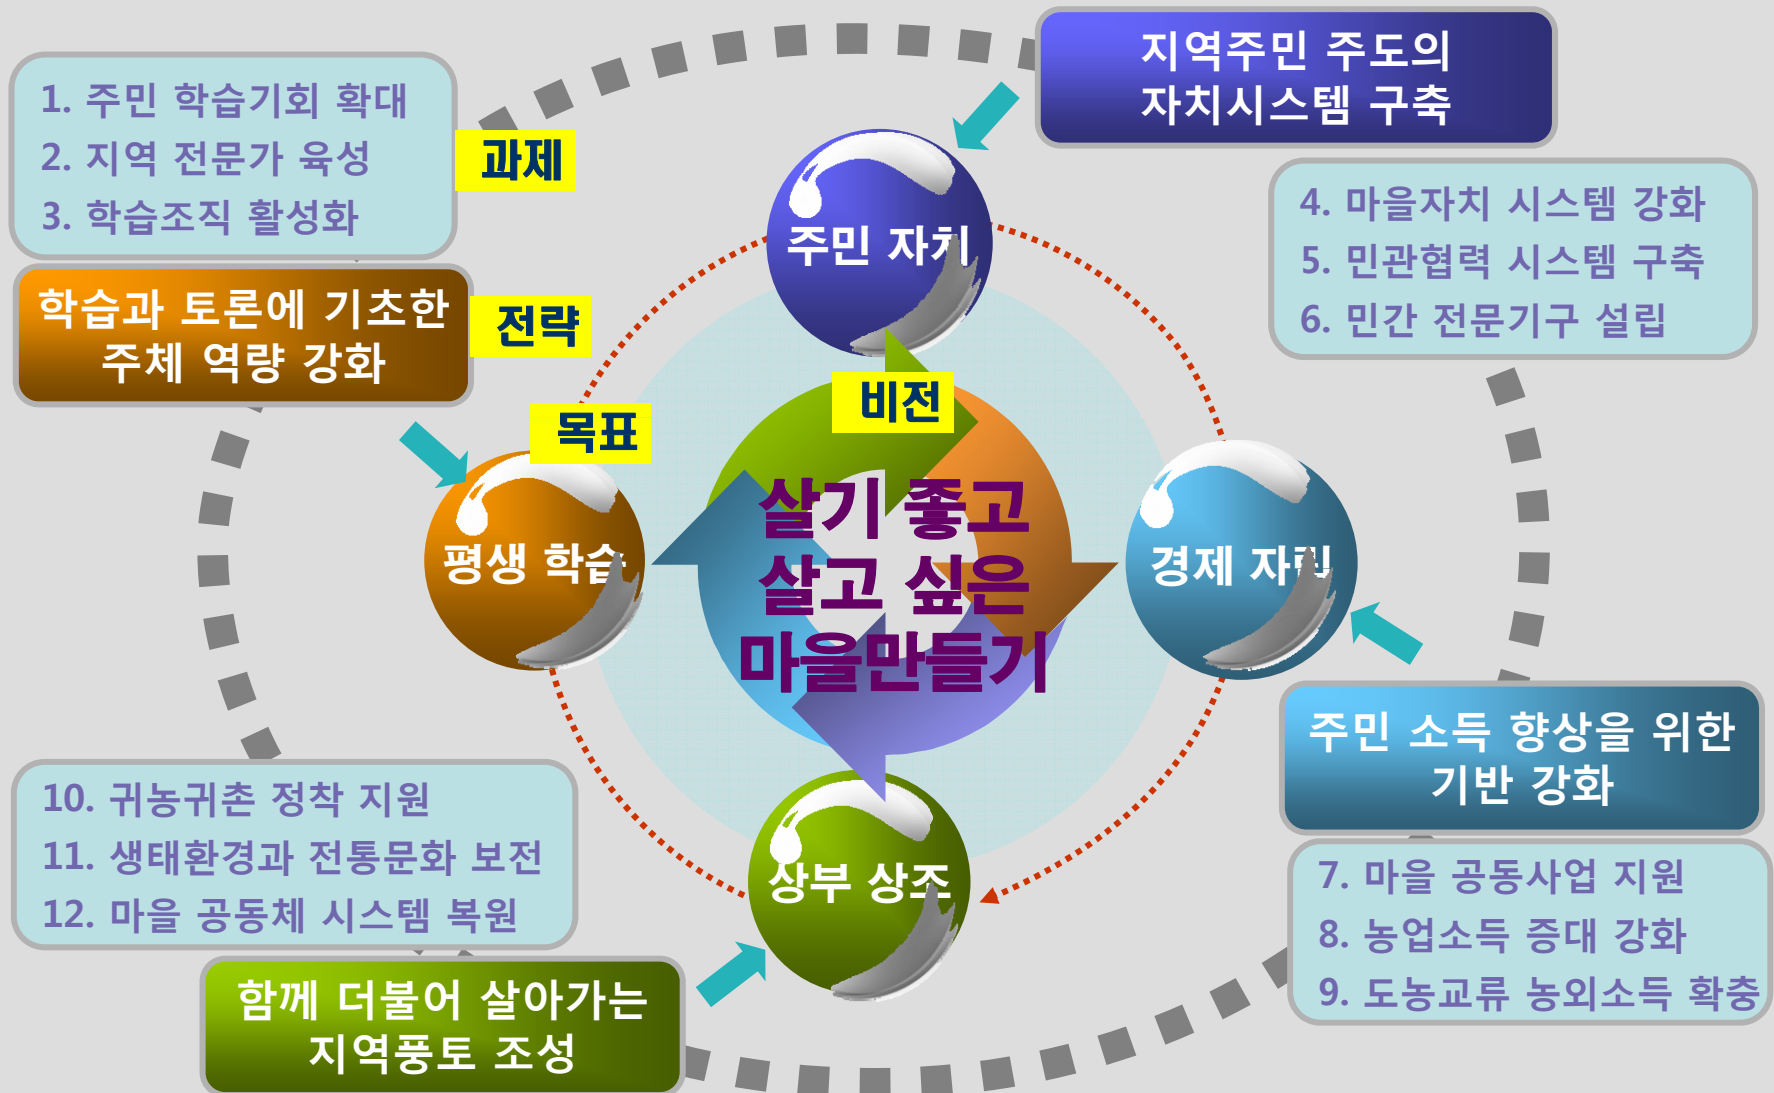 지역주민 주도의
자치시스템 구축
1. 주민 학습기회 확대
2. 지역 전문가 육성
3. 학습조직 활성화
과제
4. 마을자치 시스템 강화
5. 민관협력 시스템 구축
6. 민간 전문기구 설립
주민 자치
학습과 토론에 기초한
주체 역량 강화
전략
비전
목표
살기 좋고
살고 싶은
마을만들기
평생 학습
경제 자립
주민 소득 향상을 위한
기반 강화
10. 귀농귀촌 정착 지원
11. 생태환경과 전통문화 보전
12. 마을 공동체 시스템 복원
상부 상조
7. 마을 공동사업 지원
8. 농업소득 증대 강화
9. 도농교류 농외소득 확충
함께 더불어 살아가는
지역풍토 조성